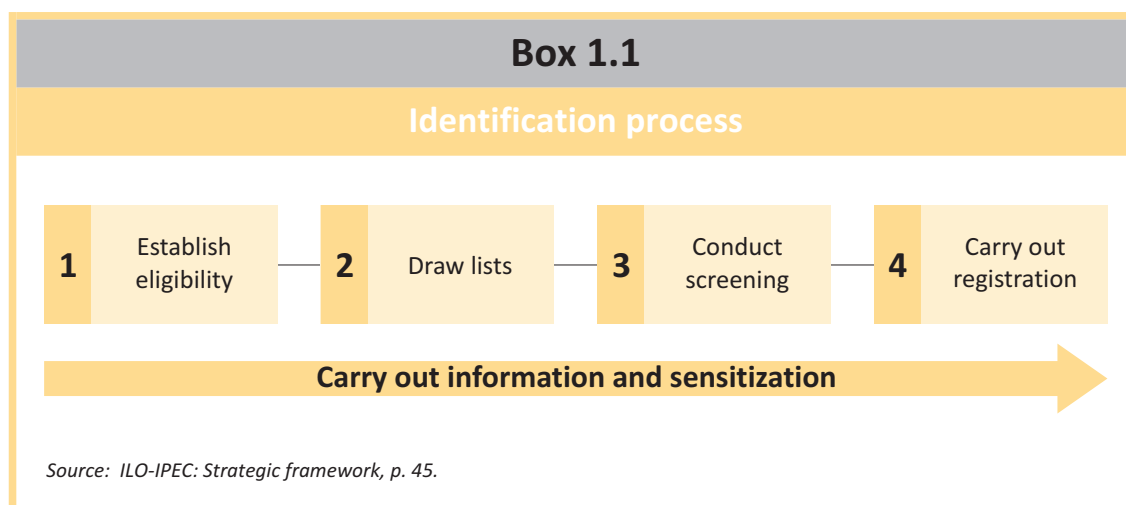 Box 1.1
Identification process
1
Establish
eligibility
2
Draw lists
3
Conduct
screening
4
Carry out
registration
Carry out information and sensitization
Source: ILO-IPEC: Strategic framework, p. 45.